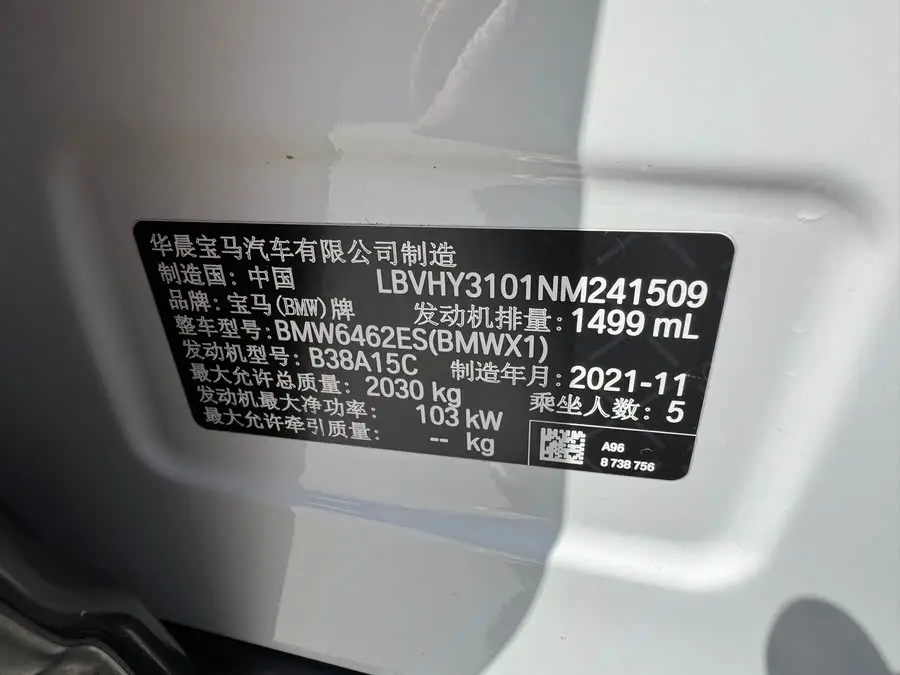 华晨宝马汽车有限公司制造
制造国: 中国 LBVHY3101NM241509
品牌: 宝马(BMW)牌 发动机排量: 1499 mL
整车型号: BMW6462ES(BMWX1)
发动机型号: B38A15C 制造年月: 2021-11
最大允许总质量: 2030 kg 乘坐人数: 5
发动机最大净功率: 103 kW
最大允许牵引质量: -- kg
A96
8 738 756